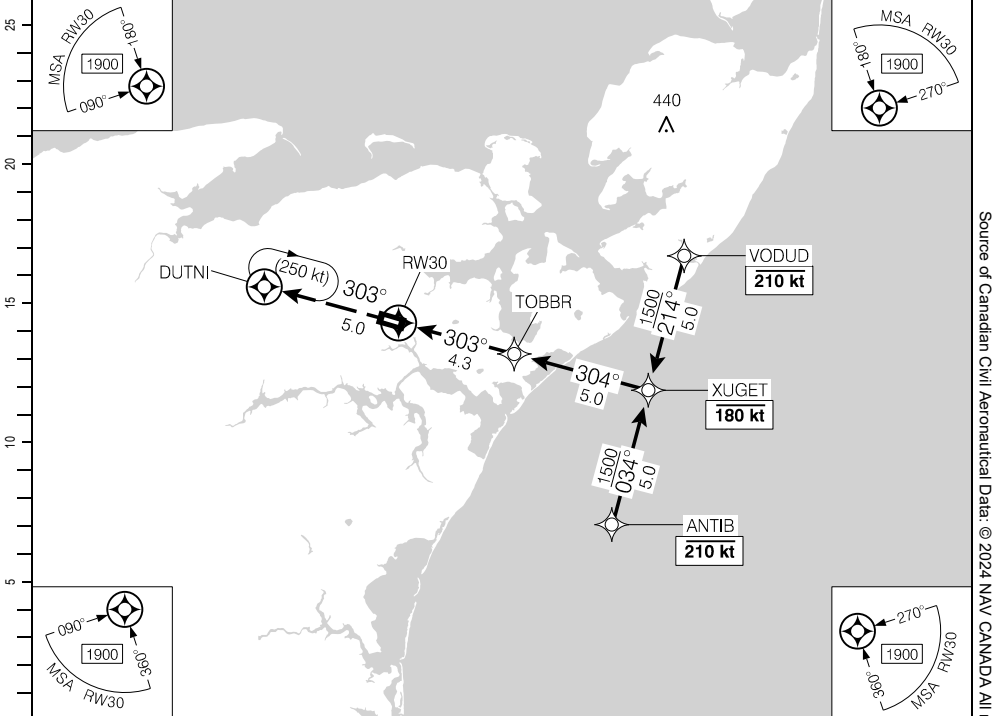 25
20
15
10
5
MSA RW30
1900
180°
090°
MSA RW30
1900
180°
270°
440
VODUD
210 kt
DUTNI
(250 kt)
RW30
303°
5.0
TOBBR
303°
4.3
1500
214°
5.0
304°
5.0
XUGET
180 kt
1500
034°
5.0
ANTIB
210 kt
090°
1900
360°
MSA RW30
270°
1900
360°
MSA RW30
Source of Canadian Civil Aeronautical Data: © 2024 NAV CANADA All